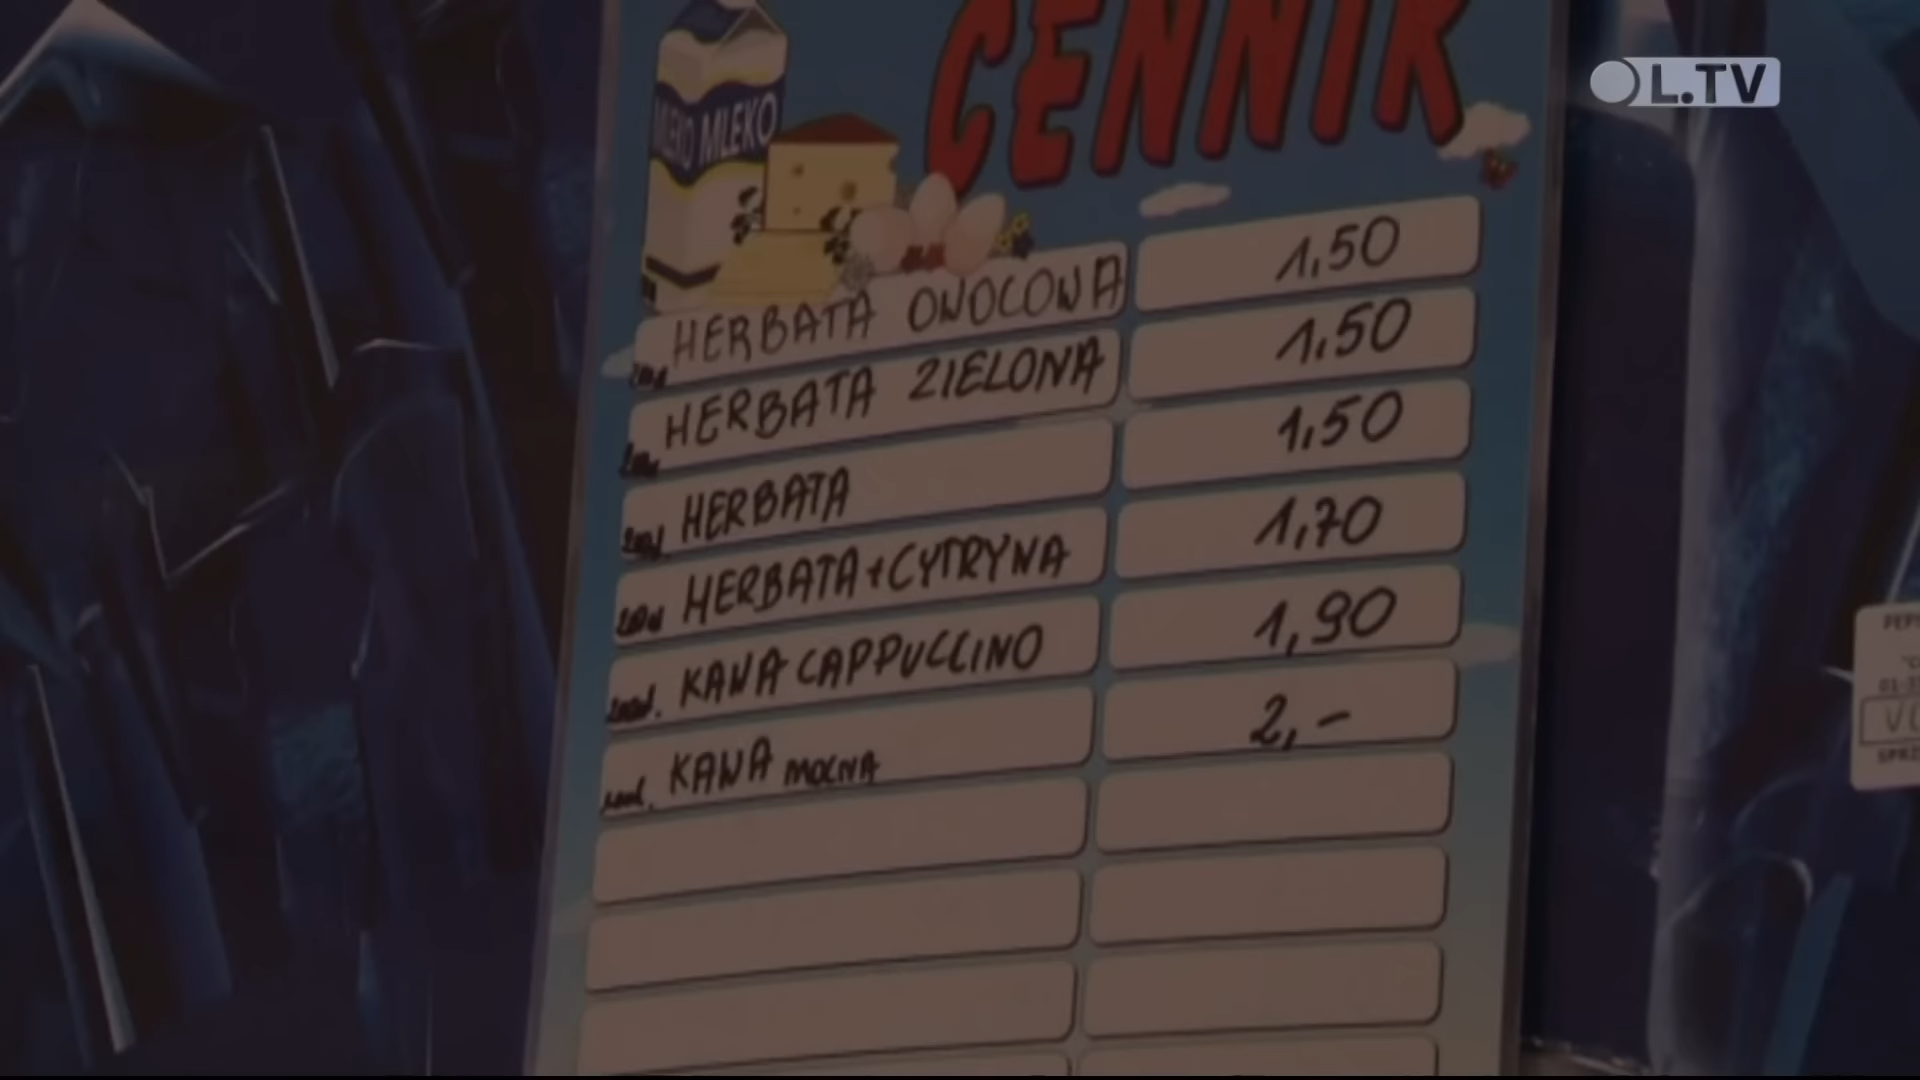 CENNIK
L.TV
MLEKO MLEKO
HERBATA OWOCOWA 1,50
HERBATA ZIELONA 1,50
HERBATA 1,50
HERBATA + CYTRYNA 1,70
KAWA CAPPUCCINO 1,90
KAWA MOCNA 2,-